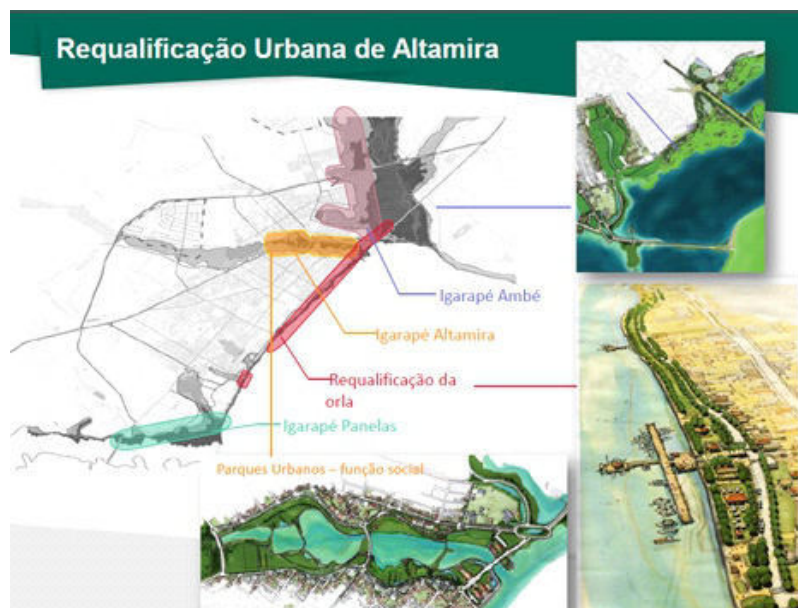 Requalificação Urbana de Altamira
Igarapé Ambé
Igarapé Altamira
Requalificação da
orla
Igarapé Panelas
Parques Urbanos – função social